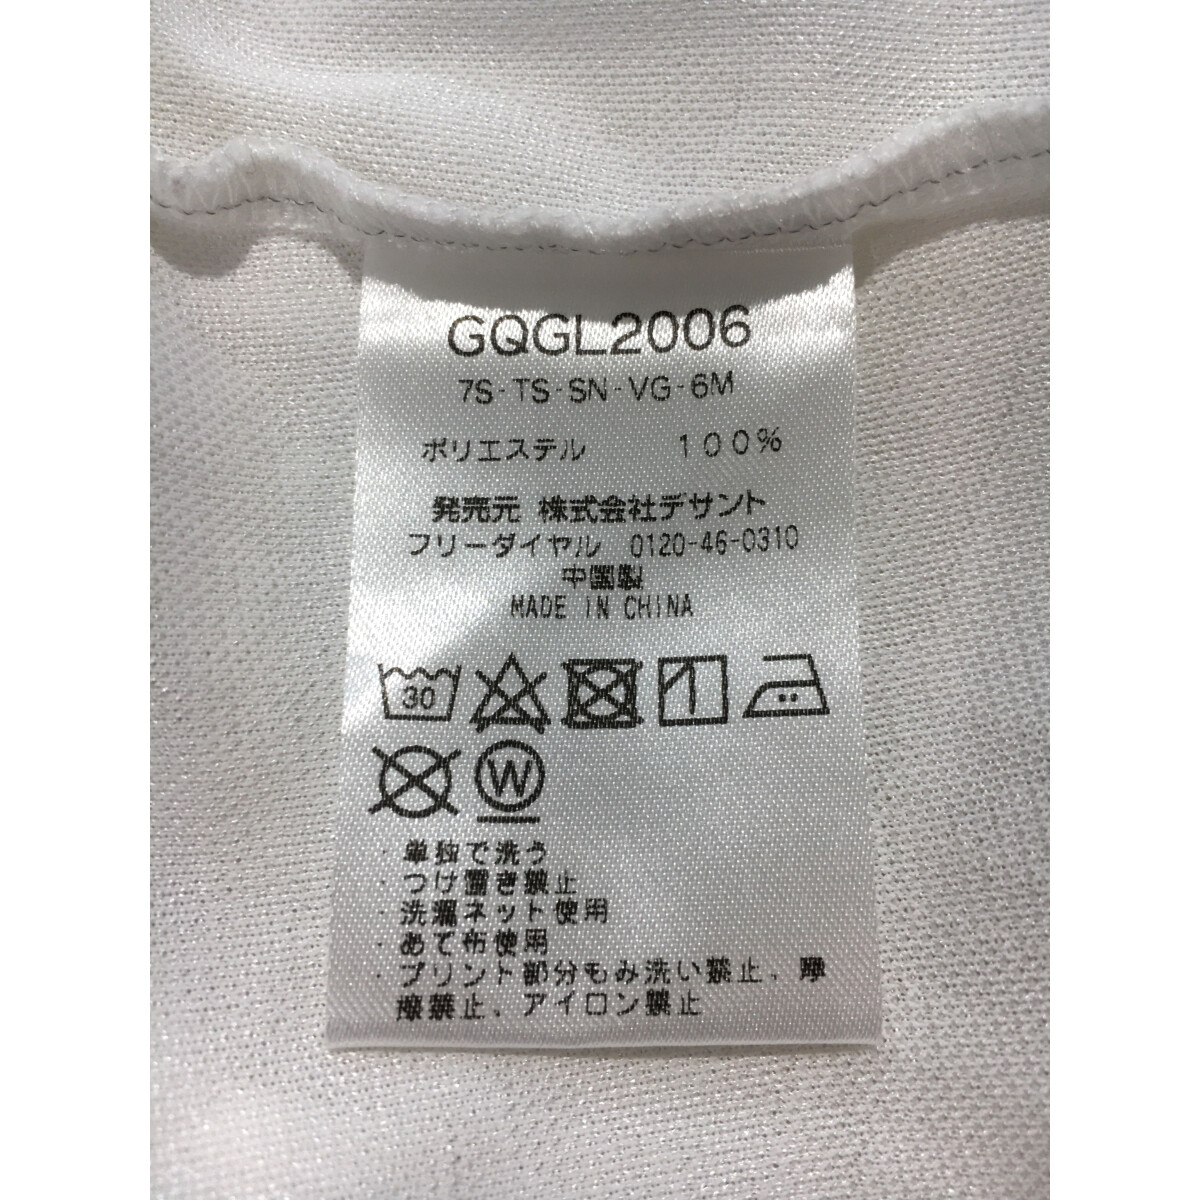 GQGL2006
7S-TS-SN-VG-6M
ポリエステル 100%
発売元 株式会社デサント
フリーダイヤル 0120-46-0310
中国製
MADE IN CHINA
30
W
・単独で洗う
・つけ置き禁止
・洗濯ネット使用
・あて布使用
・プリント部分もみ洗い禁止、摩
擦禁止、アイロン禁止